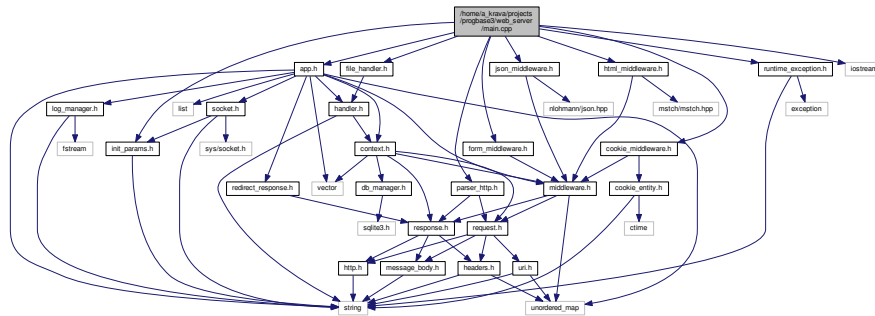 /home/a_krava/projects
/progbase3/web_server
/main.cpp
app.h
file_handler.h
json_middleware.h
html_middleware.h
runtime_exception.h
iostream
log_manager.h
list
socket.h
handler.h
nlohmann/json.hpp
mstch/mstch.hpp
exception
fstream
init_params.h
sys/socket.h
context.h
form_middleware.h
cookie_middleware.h
redirect_response.h
vector
db_manager.h
parser_http.h
middleware.h
cookie_entity.h
sqlite3.h
response.h
request.h
ctime
http.h
message_body.h
headers.h
uri.h
string
unordered_map